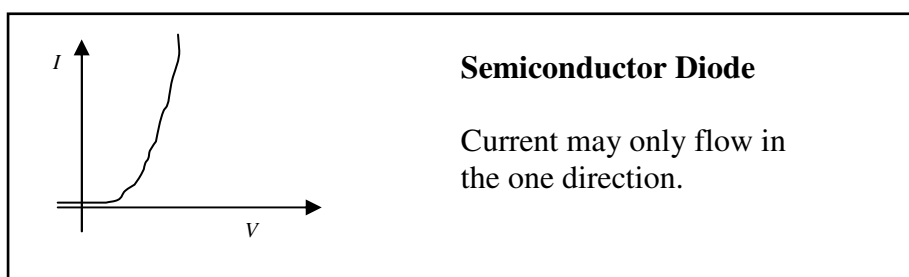 I
Semiconductor Diode
Current may only flow in
the one direction.
V